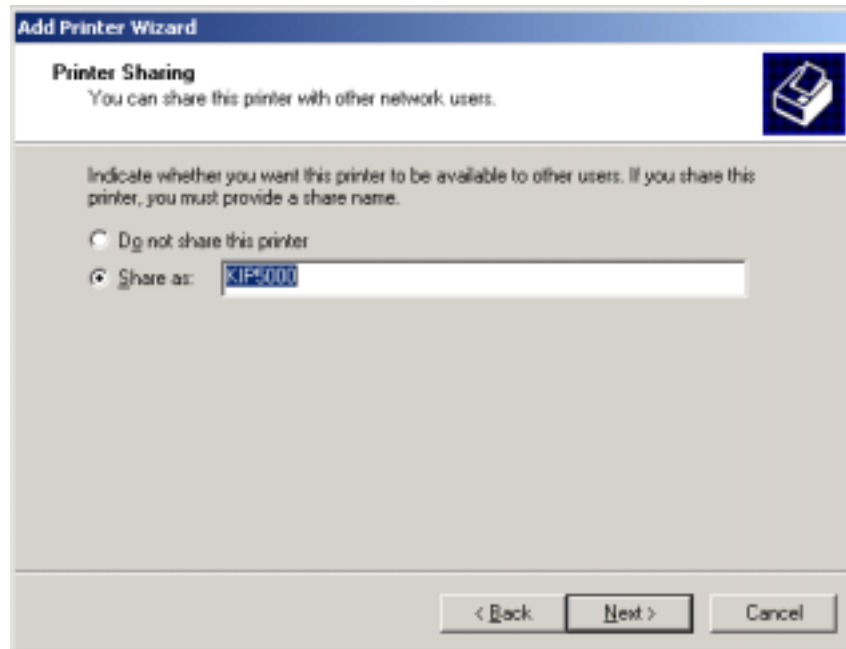 Add Printer Wizard
Printer Sharing
You can share this printer with other network users.
Indicate whether you want this printer to be available to other users. If you share this
printer, you must provide a share name.
Do not share this printer
Share as: KIP5000
< Back Next > Cancel